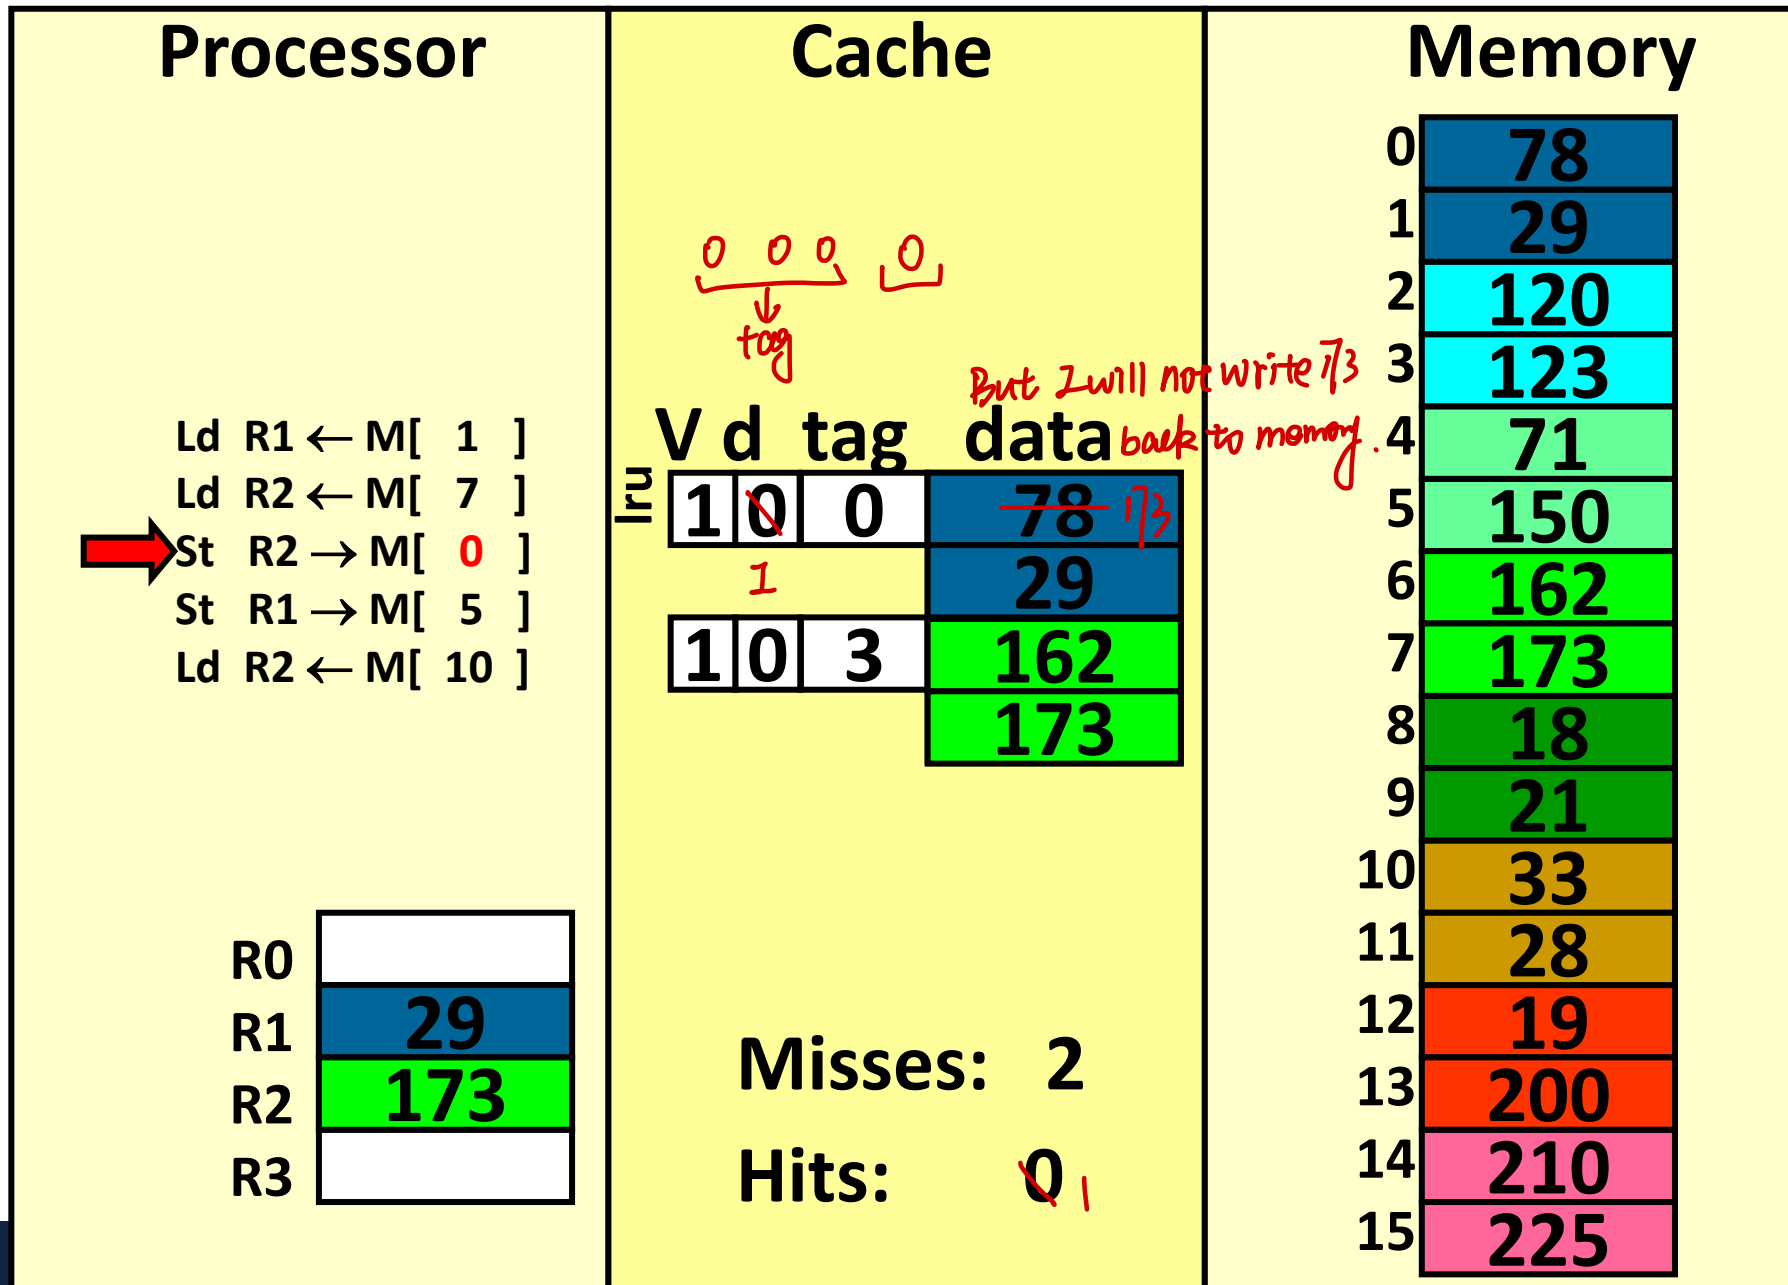 Processor
Ld R1 ← M[ 1 ]
Ld R2 ← M[ 7 ]
St R2 → M[ 0 ]
St R1 → M[ 5 ]
Ld R2 ← M[ 10 ]
R0
R1 29
R2 173
R3
Cache
0 0 0 0
tag
But I will not write 173
back to memory.
V d tag data
lru
1 0 0 78 173
1
29
1 0 3 162
173
Misses: 2
Hits: 0 1
Memory
0 78
1 29
2 120
3 123
4 71
5 150
6 162
7 173
8 18
9 21
10 33
11 28
12 19
13 200
14 210
15 225